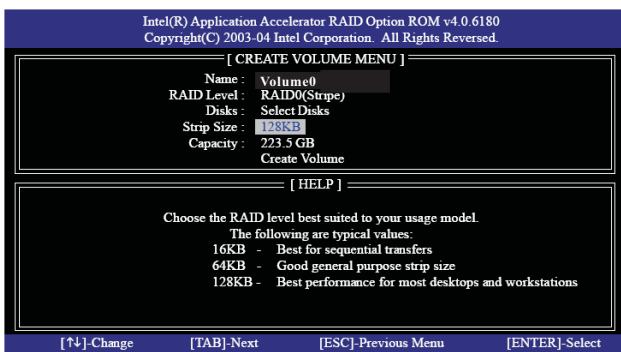 Intel(R) Application Accelerator RAID Option ROM v4.0.6180
Copyright(C) 2003-04 Intel Corporation. All Rights Reversed.
[ CREATE VOLUME MENU ]
Name : Volume0
RAID Level : RAID0(Stripe)
Disks : Select Disks
Strip Size : 128KB
Capacity : 223.5 GB
Create Volume
[ HELP ]
Choose the RAID level best suited to your usage model.
The following are typical values:
16KB - Best for sequential transfers
64KB - Good general purpose strip size
128KB - Best performance for most desktops and workstations
[↑↓]-Change [TAB]-Next [ESC]-Previous Menu [ENTER]-Select